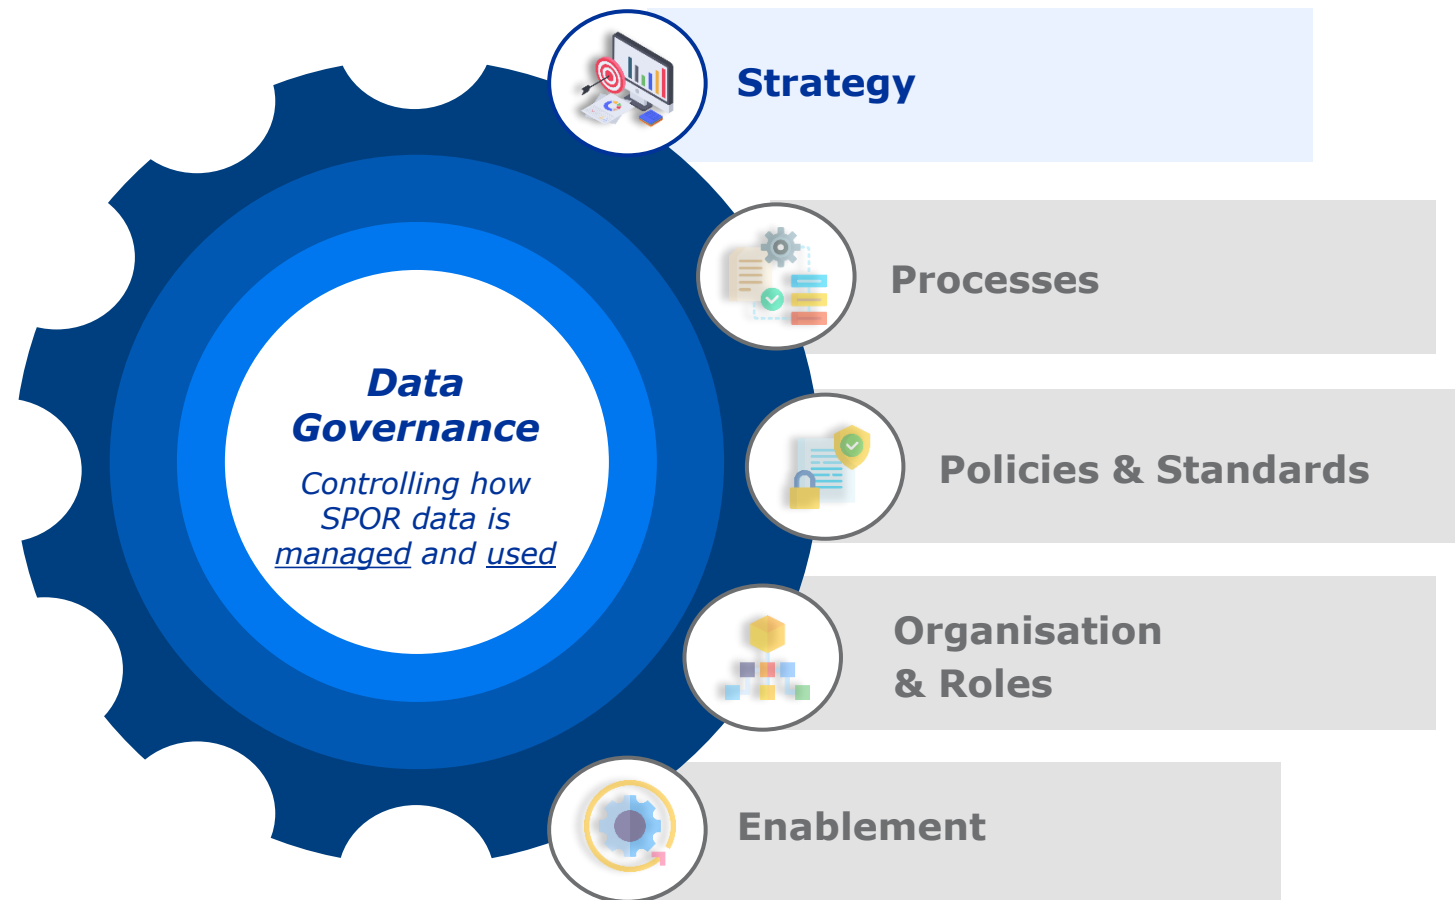 Strategy
Processes
Data
Governance
Controlling how
SPOR data is
managed and used
Policies & Standards
Organisation
& Roles
Enablement